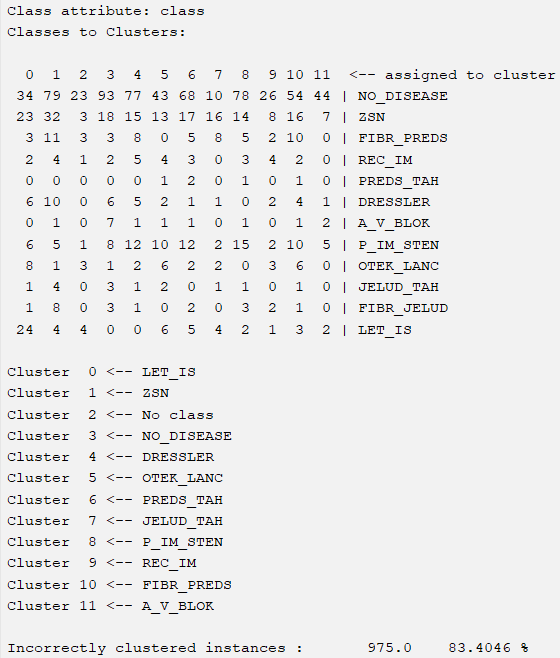 Class attribute: class
Classes to Clusters:
0 1 2 3 4 5 6 7 8 9 10 11 <-- assigned to cluster
34 79 23 93 77 43 68 10 78 26 54 44 | NO_DISEASE
23 32 3 18 15 13 17 16 14 8 16 7 | ZSN
3 11 3 3 8 0 5 8 5 2 10 0 | FIBR_PREDS
2 4 1 2 5 4 3 0 3 4 2 0 | REC_IM
0 0 0 0 0 1 2 0 1 0 1 0 | PREDS_TAH
6 10 0 6 5 2 1 1 0 2 4 1 | DRESSLER
0 1 0 7 1 1 1 0 1 0 1 2 | A_V_BLOK
6 5 1 8 12 10 12 2 15 2 10 5 | P_IM_STEN
8 1 3 1 2 6 2 2 0 3 6 0 | OTEK_LANC
1 4 0 3 1 2 0 1 1 0 1 0 | JELUD_TAH
1 8 0 3 1 0 2 0 3 2 1 0 | FIBR_JELUD
24 4 4 0 0 6 5 4 2 1 3 2 | LET_IS
Cluster 0 <-- LET_IS
Cluster 1 <-- ZSN
Cluster 2 <-- No class
Cluster 3 <-- NO_DISEASE
Cluster 4 <-- DRESSLER
Cluster 5 <-- OTEK_LANC
Cluster 6 <-- PREDS_TAH
Cluster 7 <-- JELUD_TAH
Cluster 8 <-- P_IM_STEN
Cluster 9 <-- REC_IM
Cluster 10 <-- FIBR_PREDS
Cluster 11 <-- A_V_BLOK
Incorrectly clustered instances : 975.0 83.4046 %